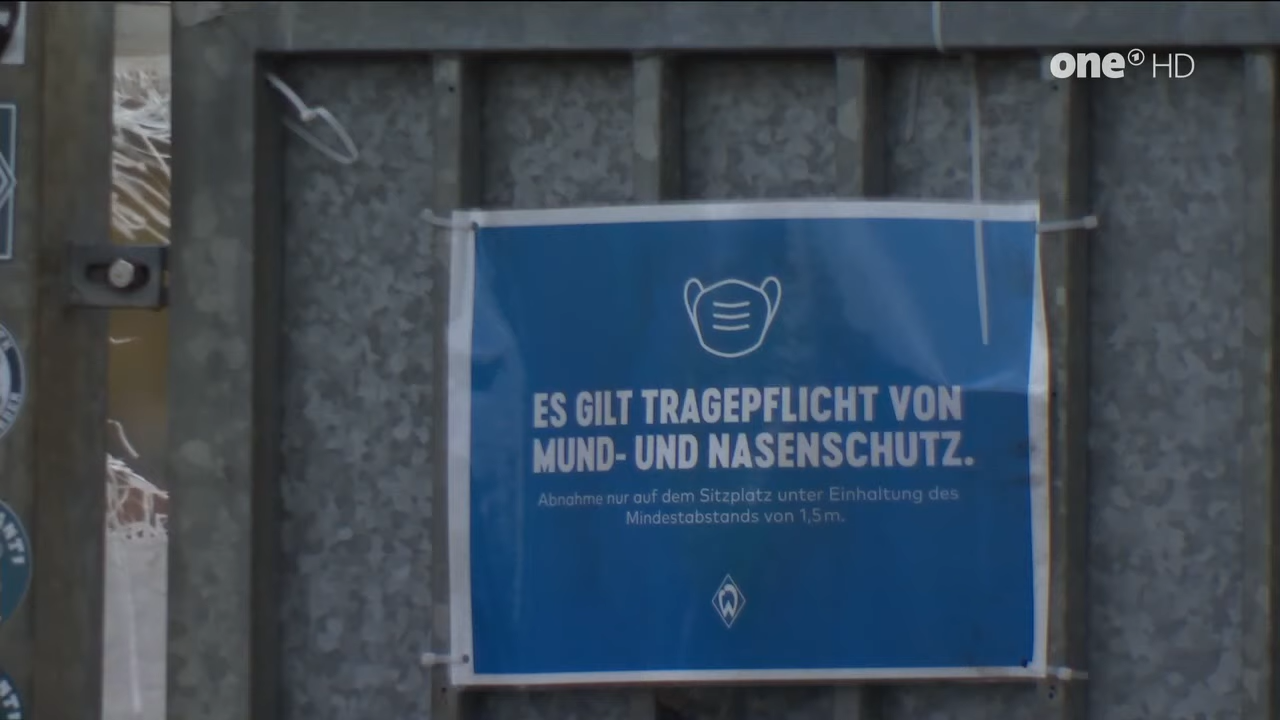 one HD
ES GILT TRAGEPFLICHT VON
MUND- UND NASENSCHUTZ.
Abnahme nur auf dem Sitzplatz unter Einhaltung des
Mindestabstands von 1,5 m.
W
ANTI